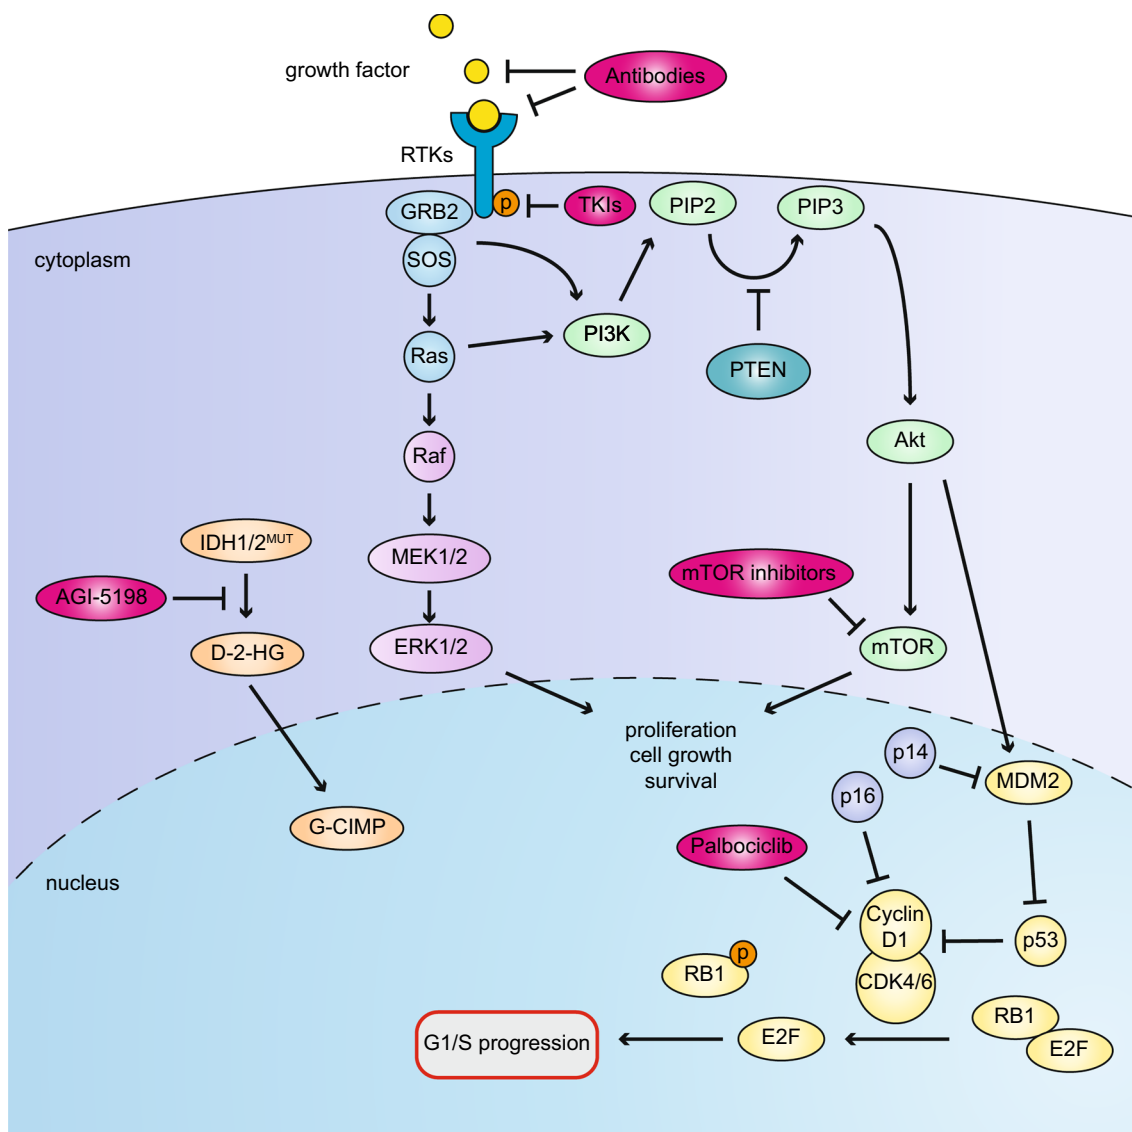 growth factor
Antibodies
RTKs
GRB2
p
TKIs
PIP2
PIP3
cytoplasm
SOS
PI3K
Ras
PTEN
Akt
Raf
IDH1/2MUT
MEK1/2
mTOR inhibitors
AGI-5198
D-2-HG
ERK1/2
mTOR
proliferation
cell growth
survival
p14
MDM2
p16
G-CIMP
Palbociclib
nucleus
Cyclin
D1
p53
p
RB1
CDK4/6
RB1
G1/S progression
E2F
E2F